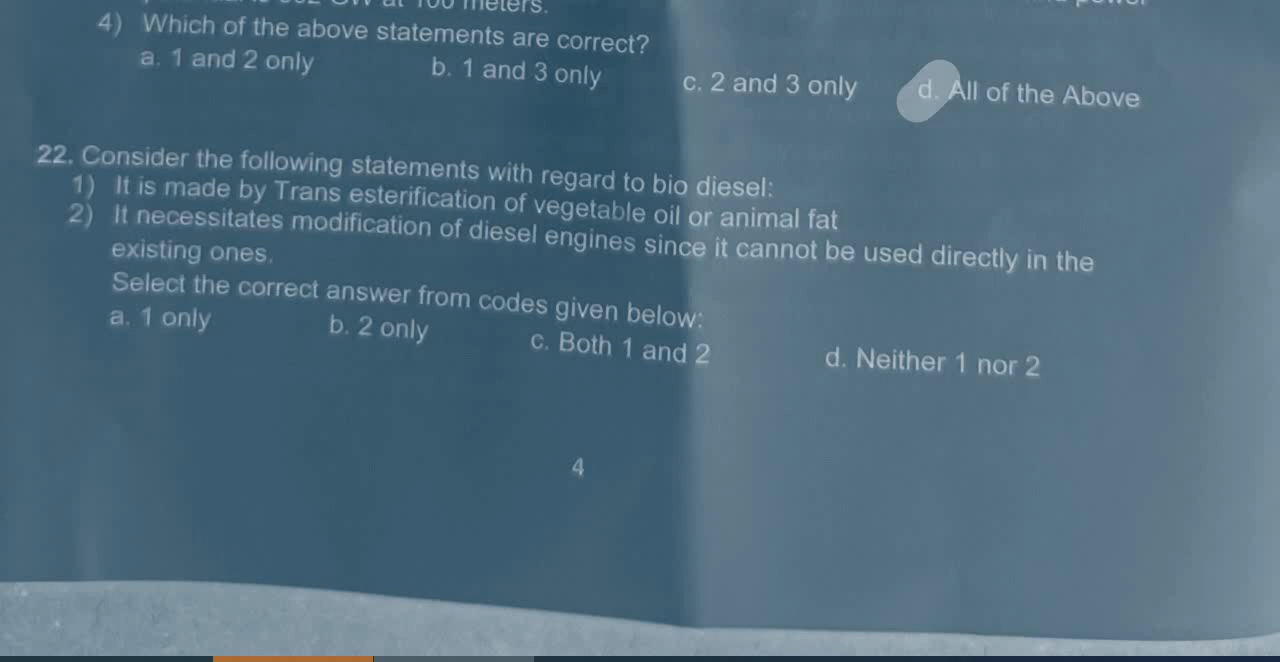 at 100 meters.
4) Which of the above statements are correct?
a. 1 and 2 only b. 1 and 3 only c. 2 and 3 only d. All of the Above
22. Consider the following statements with regard to bio diesel:
1) It is made by Trans esterification of vegetable oil or animal fat
2) It necessitates modification of diesel engines since it cannot be used directly in the
existing ones.
Select the correct answer from codes given below:
a. 1 only b. 2 only c. Both 1 and 2 d. Neither 1 nor 2
4